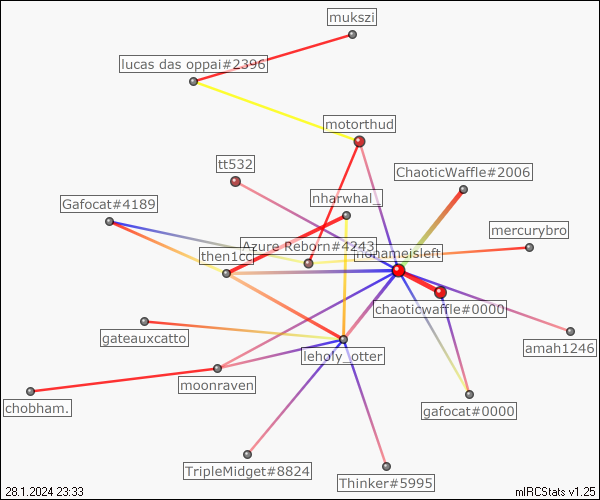 mukszi
lucas das oppai#2396
motorthud
tt532
ChaoticWaffle#2006
nharwhal_
Gafocat#4189
mercurybro
Azure Reborn#4243
nohameisleft
then1cc
chaoticwaffle#0000
gateauxcatto
amah1246
leholy_otter
moonraven
chobham.
gafocat#0000
TripleMidget#8824
Thinker#5995
28.1.2024 23:33
mIRCStats v1.25